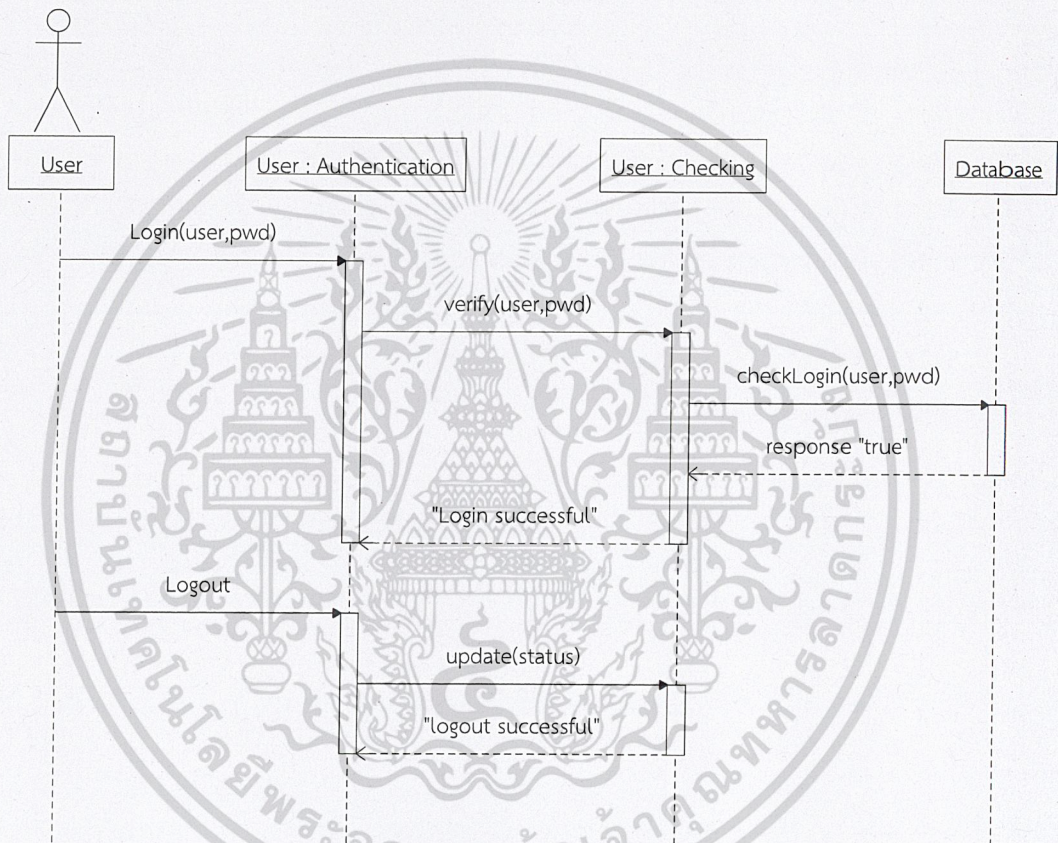 User
User : Authentication
User : Checking
Database
Login(user,pwd)
verify(user,pwd)
checkLogin(user,pwd)
response "true"
"Login successful"
Logout
update(status)
"logout successful"